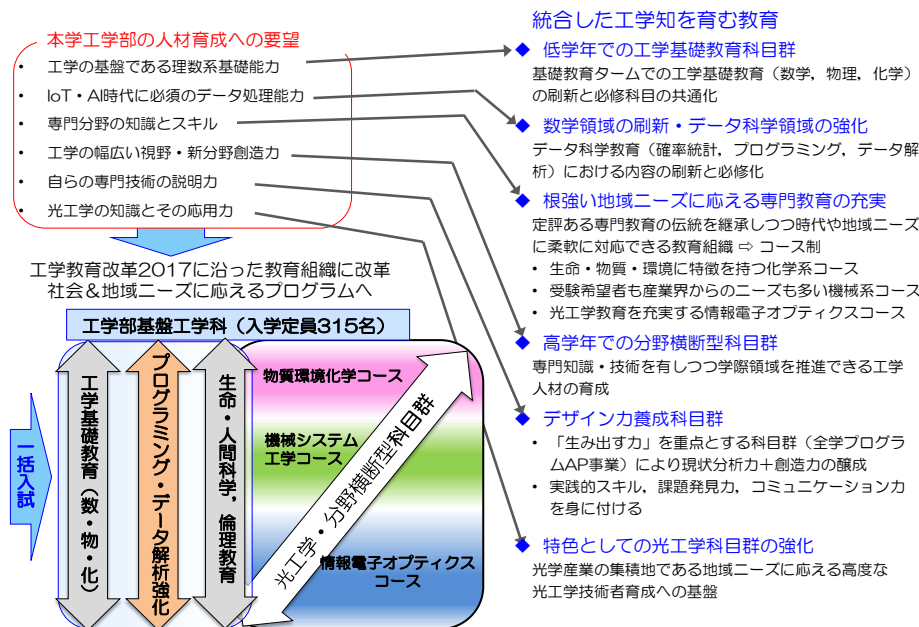 本学工学部の人材育成への要望
・ 工学の基盤である理数系基礎能力
・ IoT・AI時代に必須のデータ処理能力
・ 専門分野の知識とスキル
・ 工学の幅広い視野・新分野創造力
・ 自らの専門技術の説明力
・ 光工学の知識とその応用力
工学教育改革2017に沿った教育組織に改革
社会&地域ニーズに応えるプログラムへ
工学部基盤工学科（入学定員315名）
一括入試
工学基礎教育（数・物・化）
プログラミング・データ解析強化
生命・人間科学，倫理教育
物質環境化学コース
機械システム
工学コース
情報電子オプティクス
コース
光工学・分野横断型科目群
統合した工学知を育む教育
◆ 低学年での工学基礎教育科目群
基礎教育タームでの工学基礎教育（数学，物理，化学）
の刷新と必修科目の共通化
◆ 数学領域の刷新・データ科学領域の強化
データ科学教育（確率統計，プログラミング，データ解
析）における内容の刷新と必修化
◆ 根強い地域ニーズに応える専門教育の充実
定評ある専門教育の伝統を継承しつつ時代や地域ニーズ
に柔軟に対応できる教育組織 ⇨ コース制
• 生命・物質・環境に特徴を持つ化学系コース
• 受験希望者も産業界からのニーズも多い機械系コース
• 光工学教育を充実する情報電子オプティクスコース
◆ 高学年での分野横断型科目群
専門知識・技術を有しつつ学際領域を推進できる工学
人材の育成
◆ デザイン力養成科目群
• 「生み出す力」を重点とする科目群（全学プログラ
ムAP事業）により現状分析力＋創造力の醸成
• 実践的スキル，課題発見力，コミュニケーション力
を身に付ける
◆ 特色としての光工学科目群の強化
光学産業の集積地である地域ニーズに応える高度な
光工学技術者育成への基盤